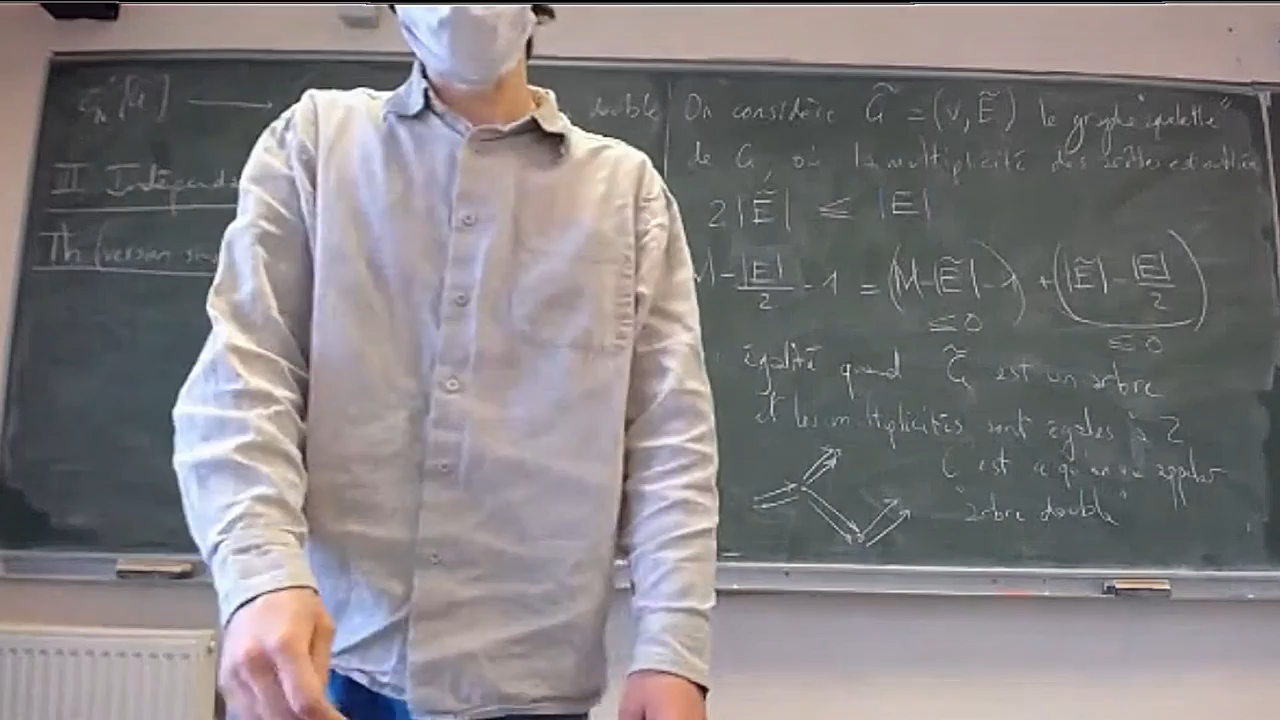 double
II Indépend
Th (version
On considère G̃ = (V, Ẽ) le graphe "squelette"
de G, où la multiplicité des arêtes est oubliée
2|Ẽ| ≤ |E|
M - |E|/2 - 1 = (M - |Ẽ| - 1) + (|Ẽ| - |E|/2)
≤ 0 ≤ 0
égalité quand G̃ est un arbre
et les multiplicités sont égales à 2
C'est ce qu'on va appeler
"arbre double"